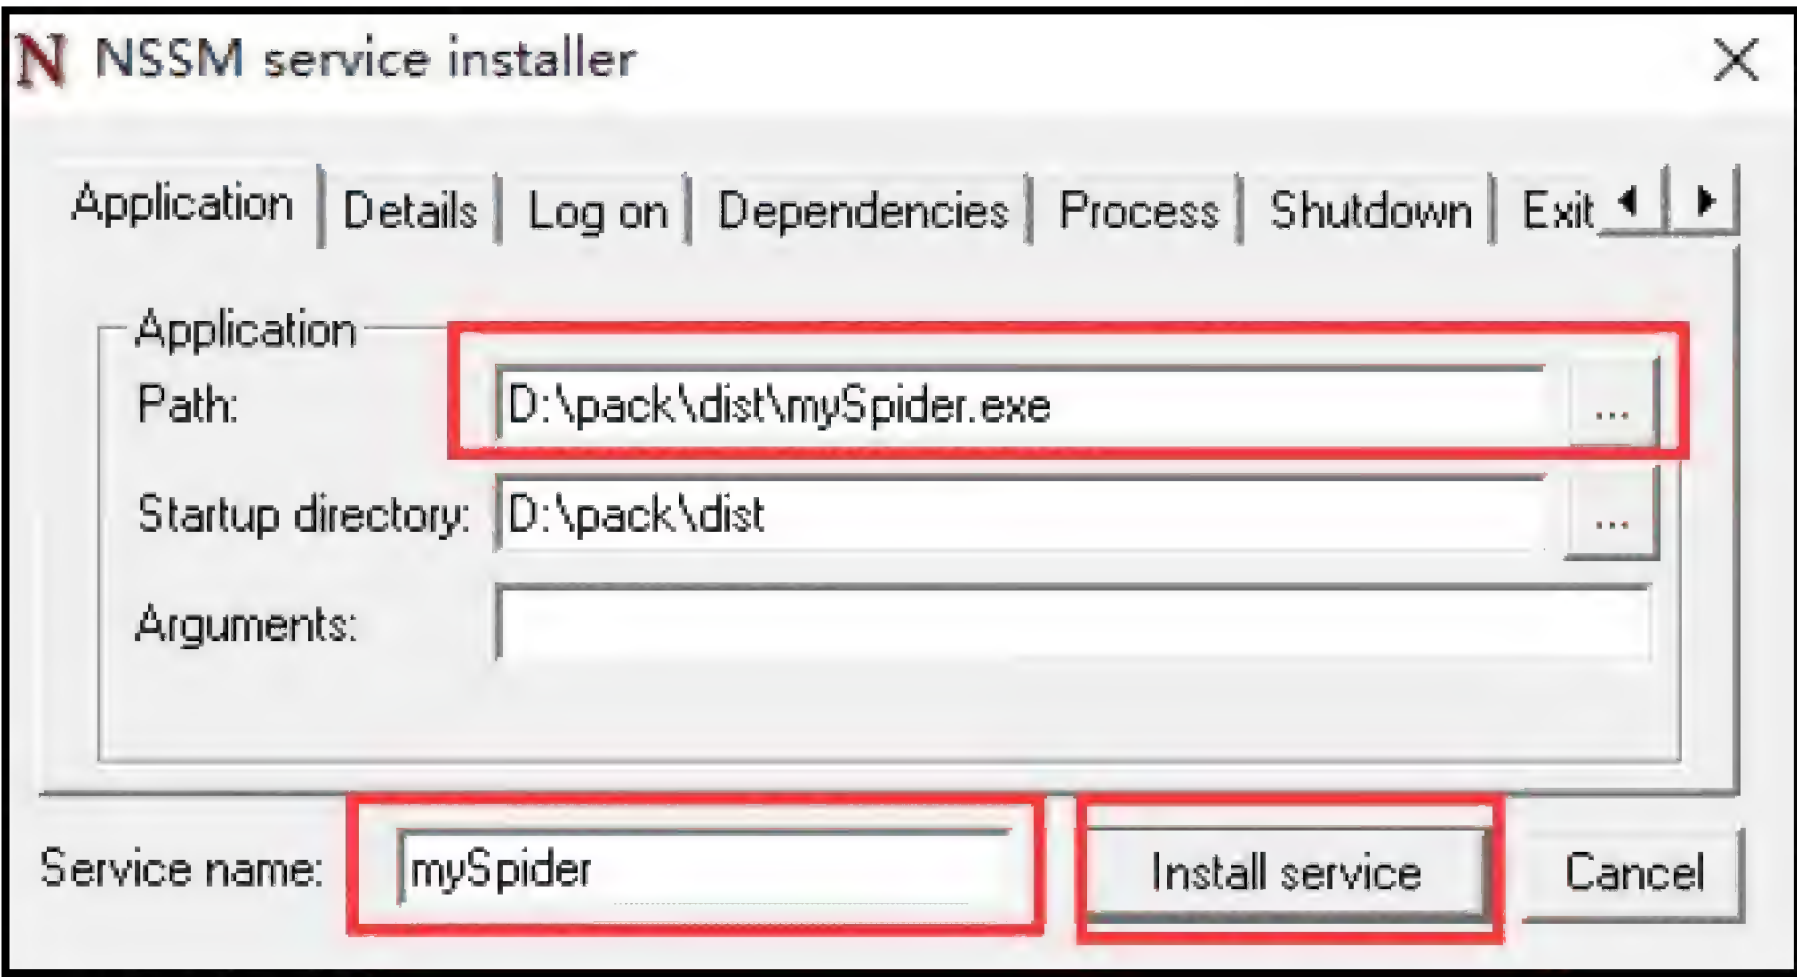 N NSSM service installer
Application Details Log on Dependencies Process Shutdown Exit
Application
Path: D:\pack\dist\mySpider.exe ...
Startup directory: D:\pack\dist ...
Arguments:
Service name: mySpider Install service Cancel